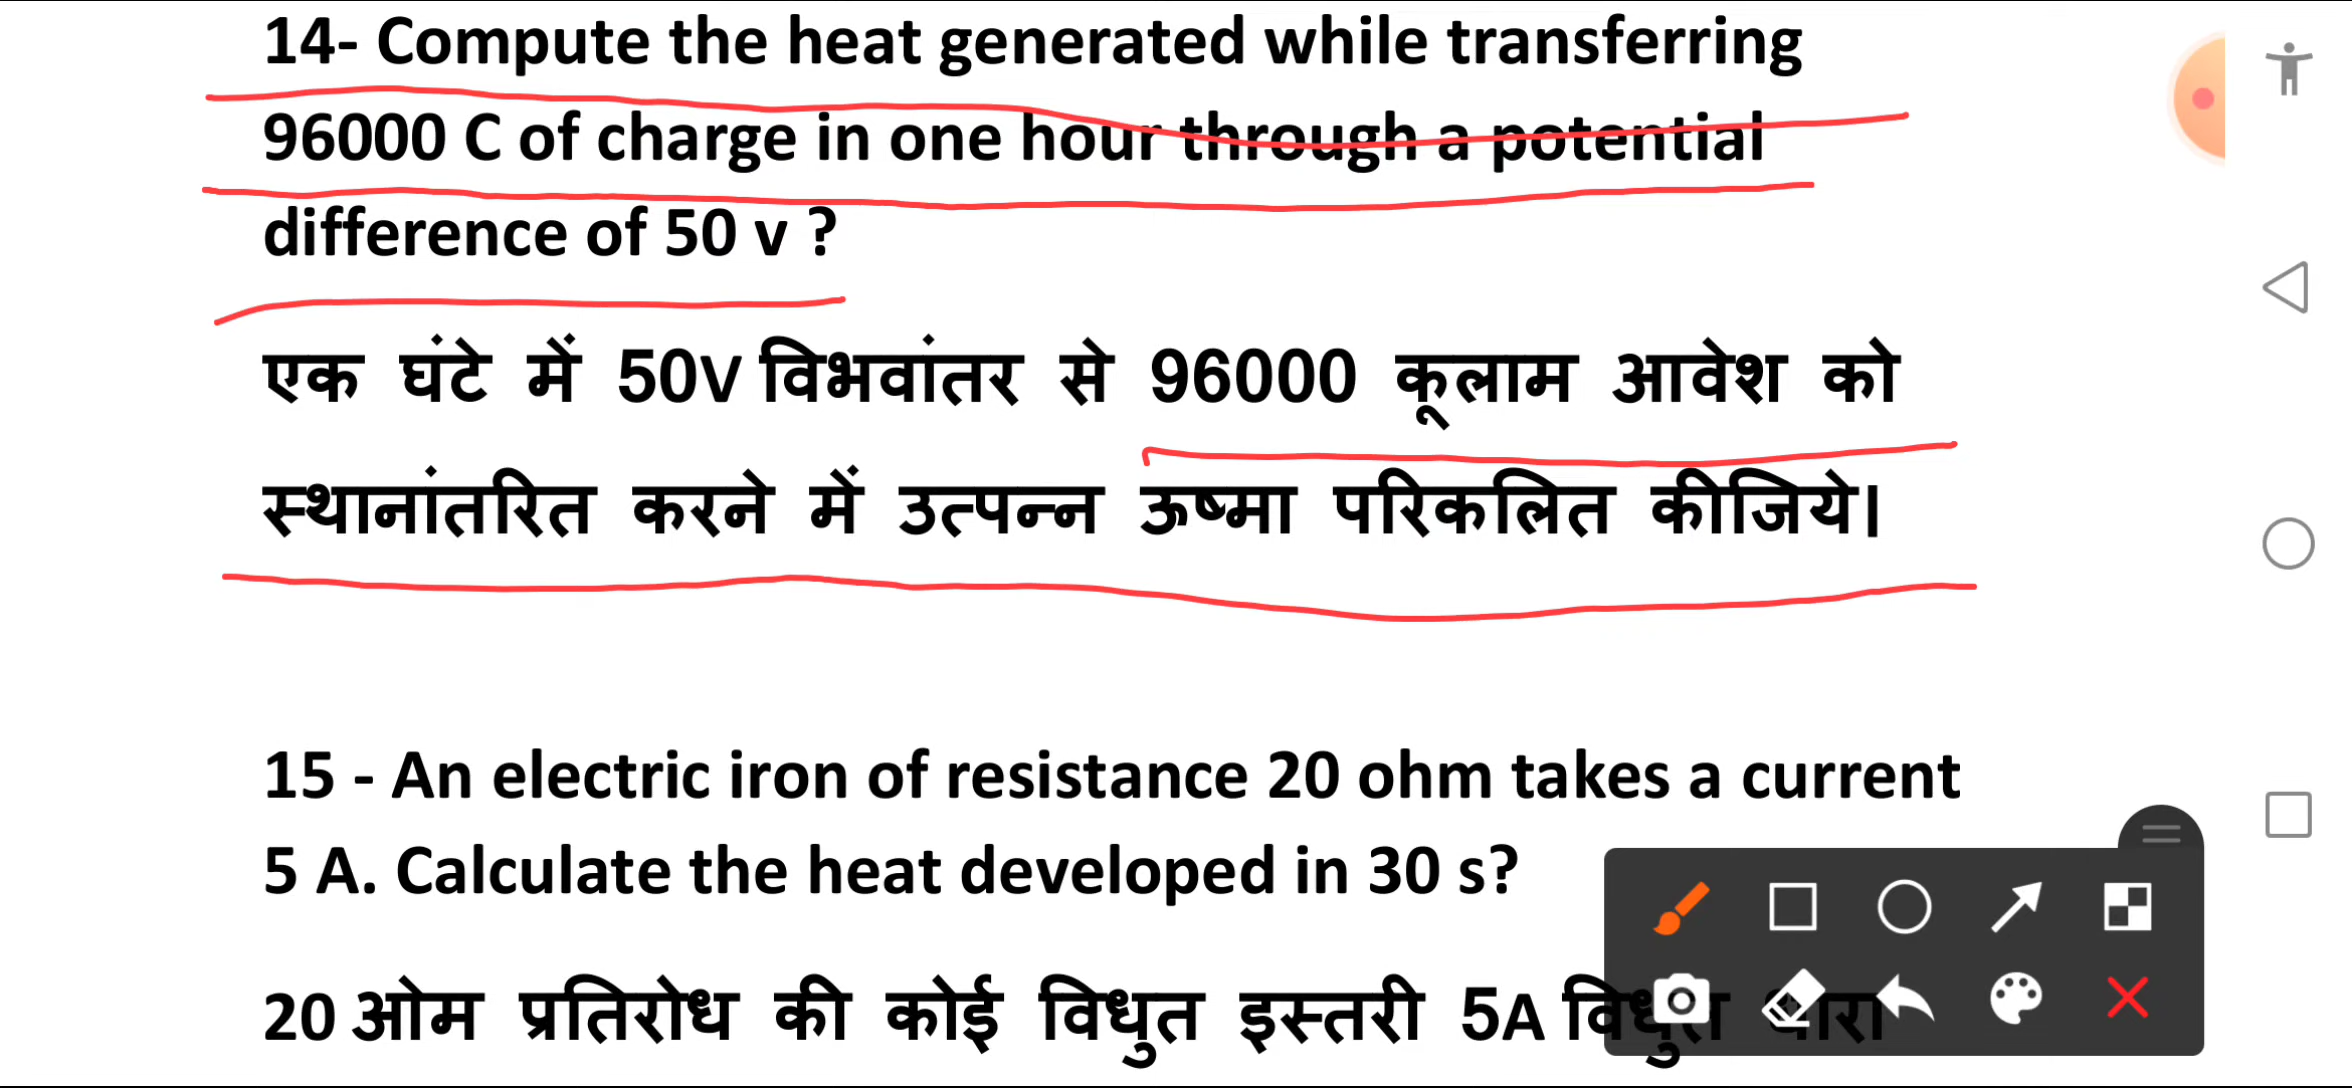 14- Compute the heat generated while transferring
96000 C of charge in one hour through a potential
difference of 50 v ?
एक घंटे में 50V विभवांतर से 96000 कूलाम आवेश को
स्थानांतरित करने में उत्पन्न ऊष्मा परिकलित कीजिये।
15 - An electric iron of resistance 20 ohm takes a current
5 A. Calculate the heat developed in 30 s?
20 ओम प्रतिरोध की कोई विधुत इस्तरी 5A विधुत